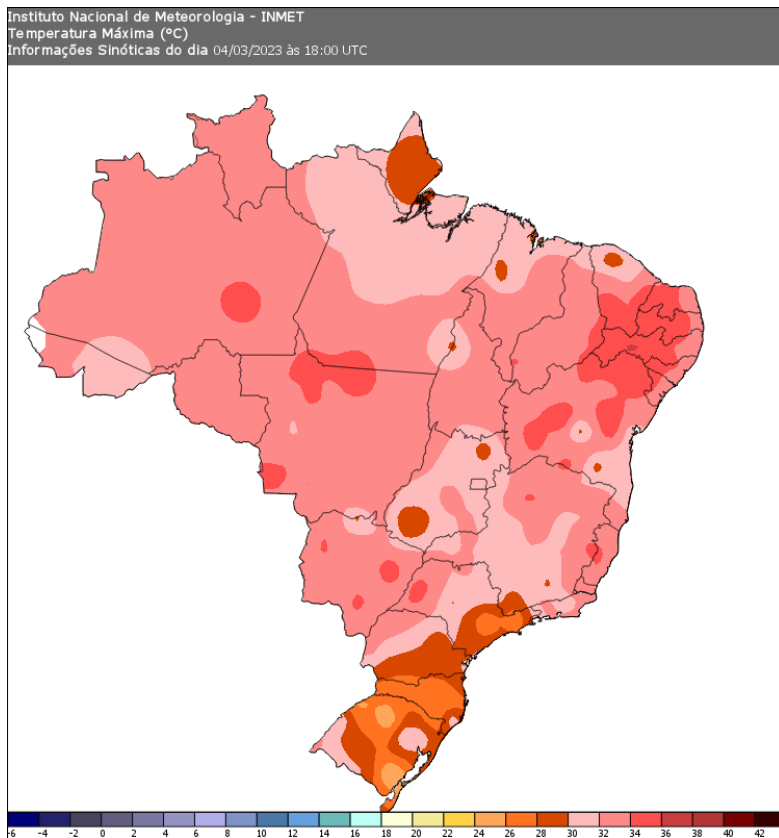 Instituto Nacional de Meteorologia - INMET
Temperatura Máxima (°C)
Informações Sinóticas do dia 04/03/2023 às 18:00 UTC
-6 -4 -2 0 2 4 6 8 10 12 14 16 18 20 22 24 26 28 30 32 34 36 38 40 42